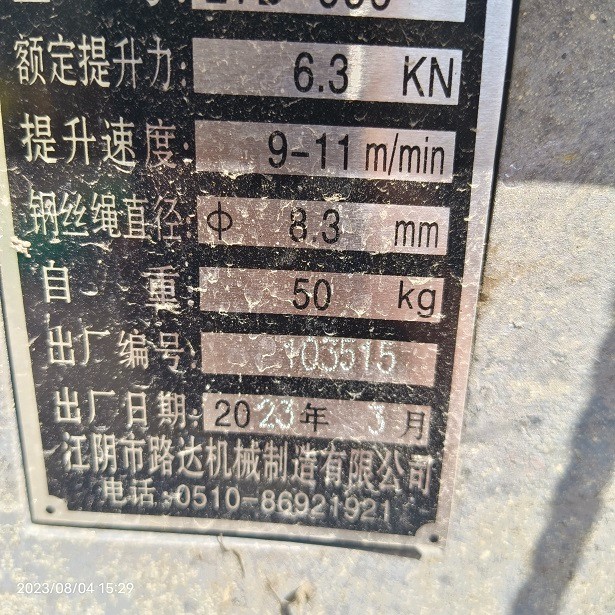 额定提升力: 6.3 KN
提升速度: 9-11 m/min
钢丝绳直径: φ 8.3 mm
自 重: 50 kg
出厂编号:
出厂日期: 2023年 3月
江阴市路达机械制造有限公司
电话:0510-86921921
2023/08/04 15:29